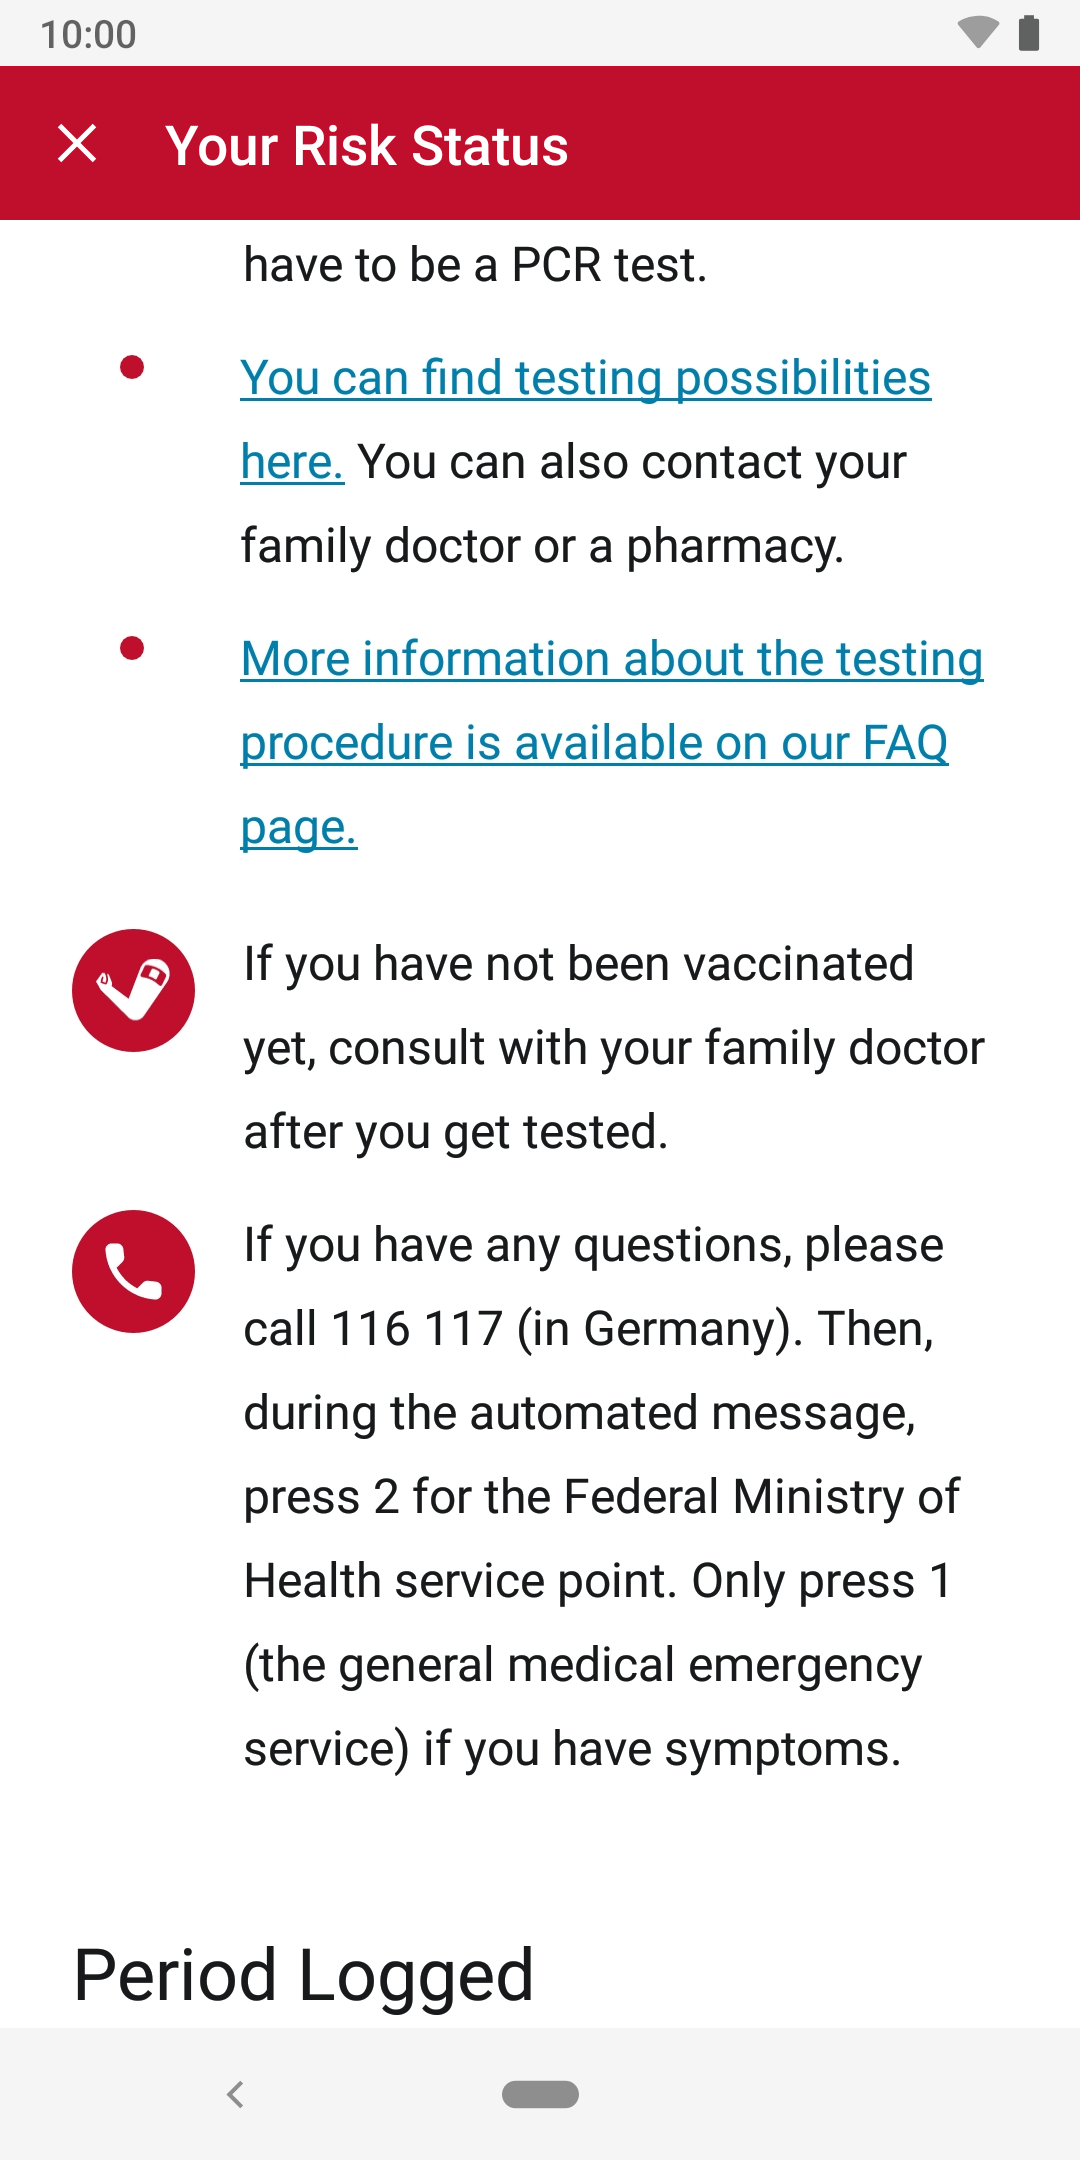 10:00
Your Risk Status
have to be a PCR test.
You can find testing possibilities
here. You can also contact your
family doctor or a pharmacy.
More information about the testing
procedure is available on our FAQ
page.
If you have not been vaccinated
yet, consult with your family doctor
after you get tested.
If you have any questions, please
call 116 117 (in Germany). Then,
during the automated message,
press 2 for the Federal Ministry of
Health service point. Only press 1
(the general medical emergency
service) if you have symptoms.
Period Logged